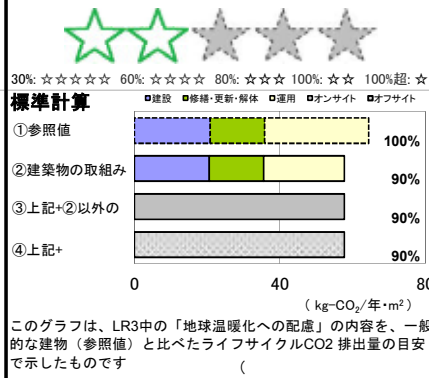 30%: ☆☆☆☆☆ 60%: ☆☆☆☆ 80%: ☆☆☆ 100%: ☆☆ 100%超: ☆
標準計算
■建設 ■修繕・更新・解体 □運用 ■オンサイト ■オフサイト
①参照値 100%
②建築物の取組み 90%
③上記+②以外の 90%
④上記+ 90%
0 40 80
( kg-CO₂/年・m² )
このグラフは、LR3中の「地球温暖化への配慮」の内容を、一般
的な建物（参照値）と比べたライフサイクルCO2 排出量の目安
で示したものです (